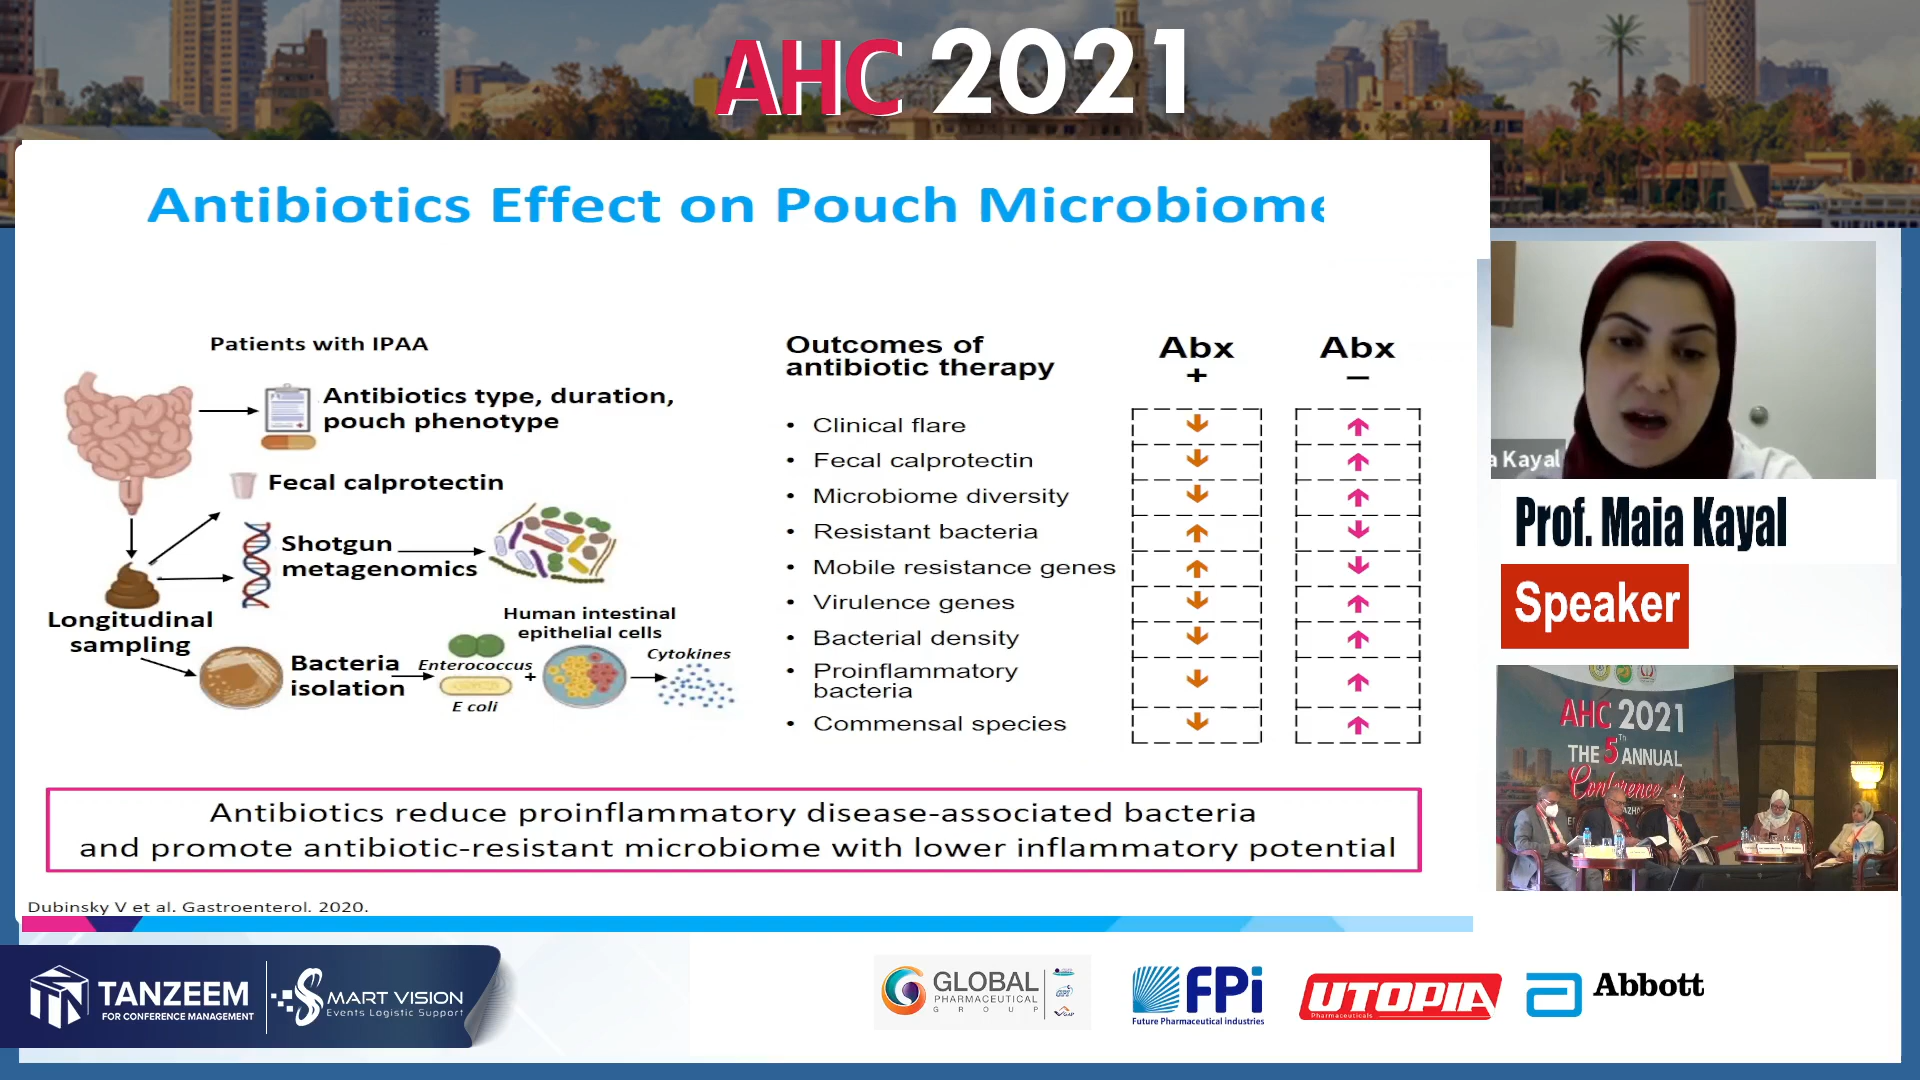 AHC 2021
Antibiotics Effect on Pouch Microbiome
Patients with IPAA
Antibiotics type, duration,
pouch phenotype
Fecal calprotectin
Shotgun
metagenomics
Longitudinal
sampling
Bacteria
isolation
Enterococcus
+
E coli
Human intestinal
epithelial cells
Cytokines
Outcomes of
antibiotic therapy
Abx
+
Abx
–
• Clinical flare
• Fecal calprotectin
• Microbiome diversity
• Resistant bacteria
• Mobile resistance genes
• Virulence genes
• Bacterial density
• Proinflammatory
bacteria
• Commensal species
Antibiotics reduce proinflammatory disease-associated bacteria
and promote antibiotic-resistant microbiome with lower inflammatory potential
Dubinsky V et al. Gastroenterol. 2020.
a Kayal
Prof. Maia Kayal
Speaker
AHC 2021
THE 5TH ANNUAL
Conference
TANZEEM
FOR CONFERENCE MANAGEMENT
SMART VISION
Events Logistic Support
GLOBAL
PHARMACEUTICAL
GROUP
FPi
Future Pharmaceutical industries
UTOPIA
Pharmaceuticals
Abbott